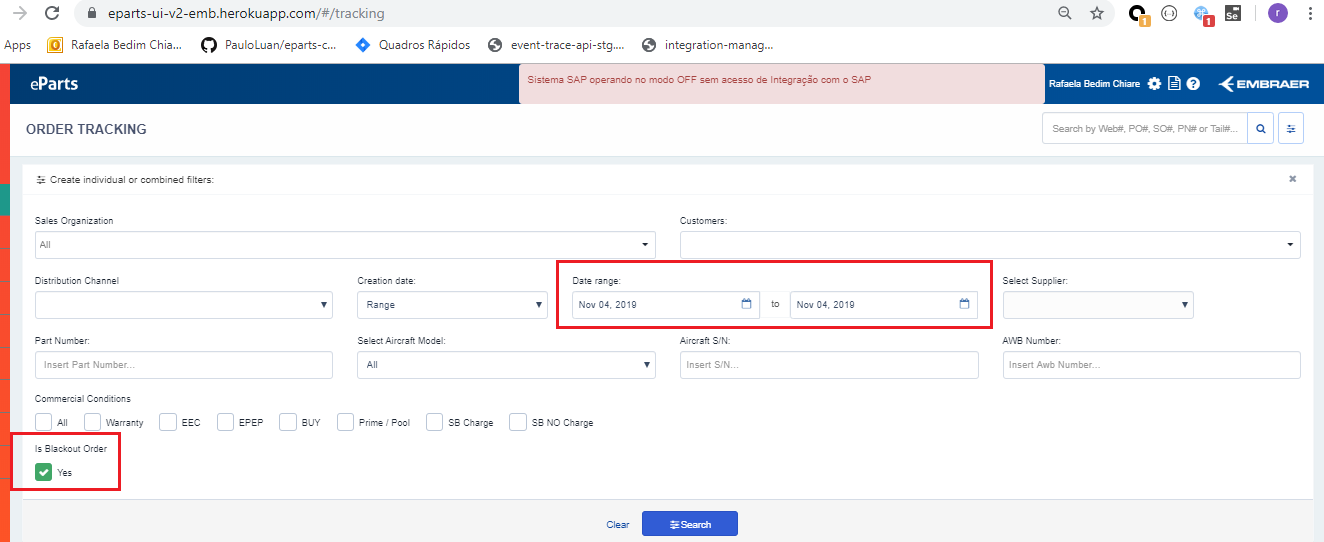 eparts-ui-v2-emb.herokuapp.com/#/tracking
1
1
Se
r
Apps
Rafaela Bedim Chiare...
PauloLuan/eparts-c...
Quadros Rápidos
event-trace-api-stg....
integration-manag...
eParts
Sistema SAP operando no modo OFF sem acesso de Integração com o SAP
Rafaela Bedim Chiare
EMBRAER
ORDER TRACKING
Search by Web#, PO#, SO#, PN# or Tail#...
Create individual or combined filters:
Sales Organization
Customers:
All
Distribution Channel
Creation date:
Date range:
Select Supplier:
Range
Nov 04, 2019
to
Nov 04, 2019
Part Number:
Select Aircraft Model:
Aircraft S/N:
AWB Number:
Insert Part Number...
All
Insert S/N...
Insert Awb Number...
Commercial Conditions
All
Warranty
EEC
EPEP
BUY
Prime / Pool
SB Charge
SB NO Charge
Is Blackout Order
Yes
Clear
Search